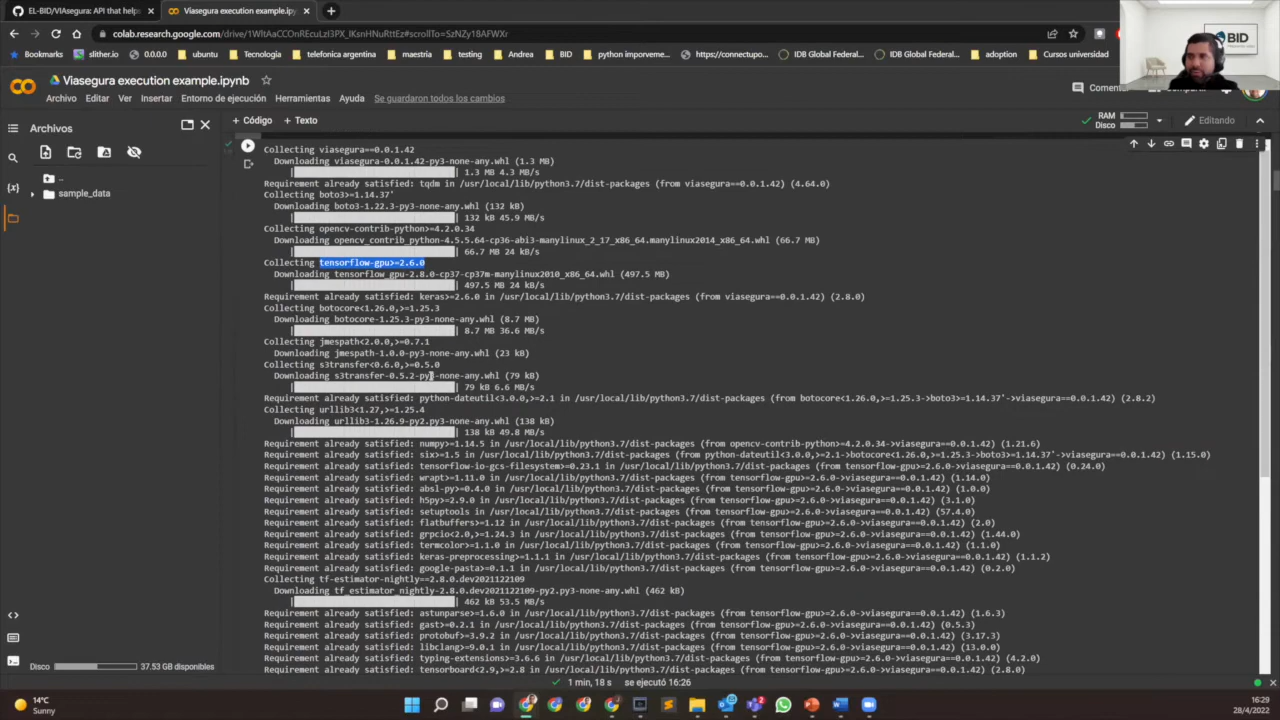 EL-BID/VIAsegura: API that help
Viasegura execution example.ipy
colab.research.google.com/drive/1WltAaCCOnREcuLzI3PX_IKsnHNuRttEz#scrollTo=SzNZy18AFWXr
Bookmarks
slither.io
0.0.0.0
ubuntu
Tecnologia
telefonica argentina
maestria
testing
Andrea
BID
python imporveme...
https://connectupo...
IDB Global Federal...
IDB Global Federal...
adoption
Cursos universidad
BID
Viasegura execution example.ipynb
Archivo
Editar
Ver
Insertar
Entorno de ejecución
Herramientas
Ayuda
Se guardaron todos los cambios
Comentar
+ Código
+ Texto
RAM
Disco
Editando
Archivos
..
sample_data
Collecting viasegura==0.0.1.42
Downloading viasegura-0.0.1.42-py3-none-any.whl (1.3 MB)
1.3 MB 4.3 MB/s
Requirement already satisfied: tqdm in /usr/local/lib/python3.7/dist-packages (from viasegura==0.0.1.42) (4.64.0)
Collecting boto3>=1.14.37'
Downloading boto3-1.22.3-py3-none-any.whl (132 kB)
132 kB 45.9 MB/s
Collecting opencv-contrib-python>=4.2.0.34
Downloading opencv_contrib_python-4.5.5.64-cp36-abi3-manylinux_2_17_x86_64.manylinux2014_x86_64.whl (66.7 MB)
66.7 MB 24 kB/s
Collecting tensorflow-gpu>=2.6.0
Downloading tensorflow_gpu-2.8.0-cp37-cp37m-manylinux2010_x86_64.whl (497.5 MB)
497.5 MB 24 kB/s
Requirement already satisfied: keras>=2.6.0 in /usr/local/lib/python3.7/dist-packages (from viasegura==0.0.1.42) (2.8.0)
Collecting botocore<1.26.0,>=1.25.3
Downloading botocore-1.25.3-py3-none-any.whl (8.7 MB)
8.7 MB 36.6 MB/s
Collecting jmespath<2.0.0,>=0.7.1
Downloading jmespath-1.0.0-py3-none-any.whl (23 kB)
Collecting s3transfer<0.6.0,>=0.5.0
Downloading s3transfer-0.5.2-py3-none-any.whl (79 kB)
79 kB 6.6 MB/s
Requirement already satisfied: python-dateutil<3.0.0,>=2.1 in /usr/local/lib/python3.7/dist-packages (from botocore<1.26.0,>=1.25.3->boto3>=1.14.37'->viasegura==0.0.1.42) (2.8.2)
Collecting urllib3<1.27,>=1.25.4
Downloading urllib3-1.26.9-py2.py3-none-any.whl (138 kB)
138 kB 49.8 MB/s
Requirement already satisfied: numpy>=1.14.5 in /usr/local/lib/python3.7/dist-packages (from opencv-contrib-python>=4.2.0.34->viasegura==0.0.1.42) (1.21.6)
Requirement already satisfied: six>=1.5 in /usr/local/lib/python3.7/dist-packages (from python-dateutil<3.0.0,>=2.1->botocore<1.26.0,>=1.25.3->boto3>=1.14.37'->viasegura==0.0.1.42) (1.15.0)
Requirement already satisfied: tensorflow-io-gcs-filesystem>=0.23.1 in /usr/local/lib/python3.7/dist-packages (from tensorflow-gpu>=2.6.0->viasegura==0.0.1.42) (0.24.0)
Requirement already satisfied: wrapt>=1.11.0 in /usr/local/lib/python3.7/dist-packages (from tensorflow-gpu>=2.6.0->viasegura==0.0.1.42) (1.14.0)
Requirement already satisfied: absl-py>=0.4.0 in /usr/local/lib/python3.7/dist-packages (from tensorflow-gpu>=2.6.0->viasegura==0.0.1.42) (1.0.0)
Requirement already satisfied: h5py>=2.9.0 in /usr/local/lib/python3.7/dist-packages (from tensorflow-gpu>=2.6.0->viasegura==0.0.1.42) (3.1.0)
Requirement already satisfied: setuptools in /usr/local/lib/python3.7/dist-packages (from tensorflow-gpu>=2.6.0->viasegura==0.0.1.42) (57.4.0)
Requirement already satisfied: flatbuffers>=1.12 in /usr/local/lib/python3.7/dist-packages (from tensorflow-gpu>=2.6.0->viasegura==0.0.1.42) (2.0)
Requirement already satisfied: grpcio<2.0,>=1.24.3 in /usr/local/lib/python3.7/dist-packages (from tensorflow-gpu>=2.6.0->viasegura==0.0.1.42) (1.44.0)
Requirement already satisfied: termcolor>=1.1.0 in /usr/local/lib/python3.7/dist-packages (from tensorflow-gpu>=2.6.0->viasegura==0.0.1.42) (1.1.0)
Requirement already satisfied: keras-preprocessing>=1.1.1 in /usr/local/lib/python3.7/dist-packages (from tensorflow-gpu>=2.6.0->viasegura==0.0.1.42) (1.1.2)
Requirement already satisfied: google-pasta>=0.1.1 in /usr/local/lib/python3.7/dist-packages (from tensorflow-gpu>=2.6.0->viasegura==0.0.1.42) (0.2.0)
Collecting tf-estimator-nightly==2.8.0.dev2021122109
Downloading tf_estimator_nightly-2.8.0.dev2021122109-py2.py3-none-any.whl (462 kB)
462 kB 53.5 MB/s
Requirement already satisfied: astunparse>=1.6.0 in /usr/local/lib/python3.7/dist-packages (from tensorflow-gpu>=2.6.0->viasegura==0.0.1.42) (1.6.3)
Requirement already satisfied: gast>=0.2.1 in /usr/local/lib/python3.7/dist-packages (from tensorflow-gpu>=2.6.0->viasegura==0.0.1.42) (0.5.3)
Requirement already satisfied: protobuf>=3.9.2 in /usr/local/lib/python3.7/dist-packages (from tensorflow-gpu>=2.6.0->viasegura==0.0.1.42) (3.17.3)
Requirement already satisfied: libclang>=9.0.1 in /usr/local/lib/python3.7/dist-packages (from tensorflow-gpu>=2.6.0->viasegura==0.0.1.42) (13.0.0)
Requirement already satisfied: typing-extensions>=3.6.6 in /usr/local/lib/python3.7/dist-packages (from tensorflow-gpu>=2.6.0->viasegura==0.0.1.42) (4.2.0)
Requirement already satisfied: tensorboard<2.9,>=2.8 in /usr/local/lib/python3.7/dist-packages (from tensorflow-gpu>=2.6.0->viasegura==0.0.1.42) (2.8.0)
Disco
37.53 GB disponibles
1 min, 18 s
se ejecutó 16:26
14°C
Sunny
16:29
28/4/2022